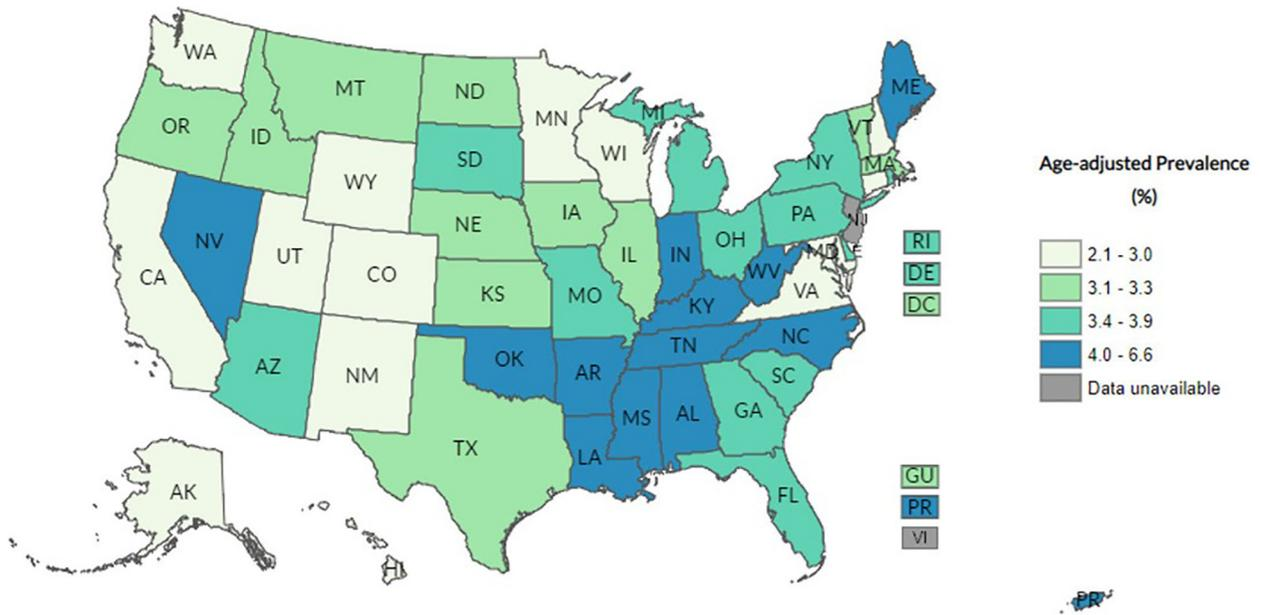 WA
MT
ND
MN
ME
OR
ID
MI
VT
SD
WI
NY
MA
WY
Age-adjusted Prevalence
(%)
NE
IA
PA
NJ
NV
IL
IN
OH
RI
UT
CO
MD
2.1 - 3.0
CA
KS
MO
WV
VA
DE
3.1 - 3.3
KY
DC
3.4 - 3.9
TN
NC
4.0 - 6.6
OK
AZ
NM
AR
SC
Data unavailable
MS
AL
GA
TX
LA
GU
AK
FL
PR
VI
HI
PR